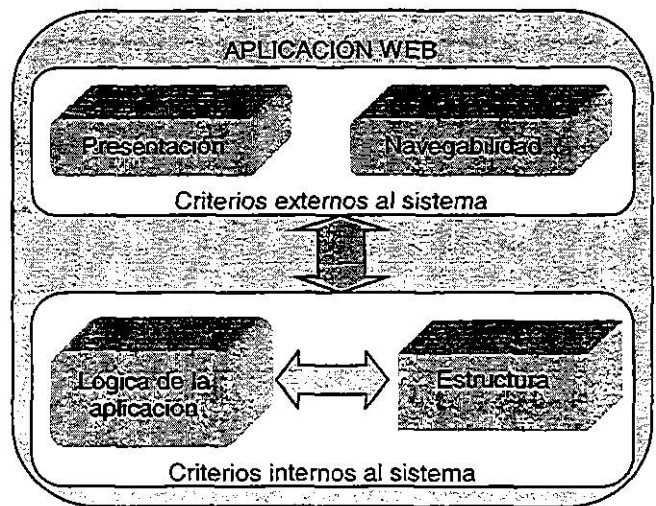 APLICACIÓN WEB
Presentación
Navegabilidad
Criterios externos al sistema
Lógica de la
aplicación
Estructura
Criterios internos al sistema